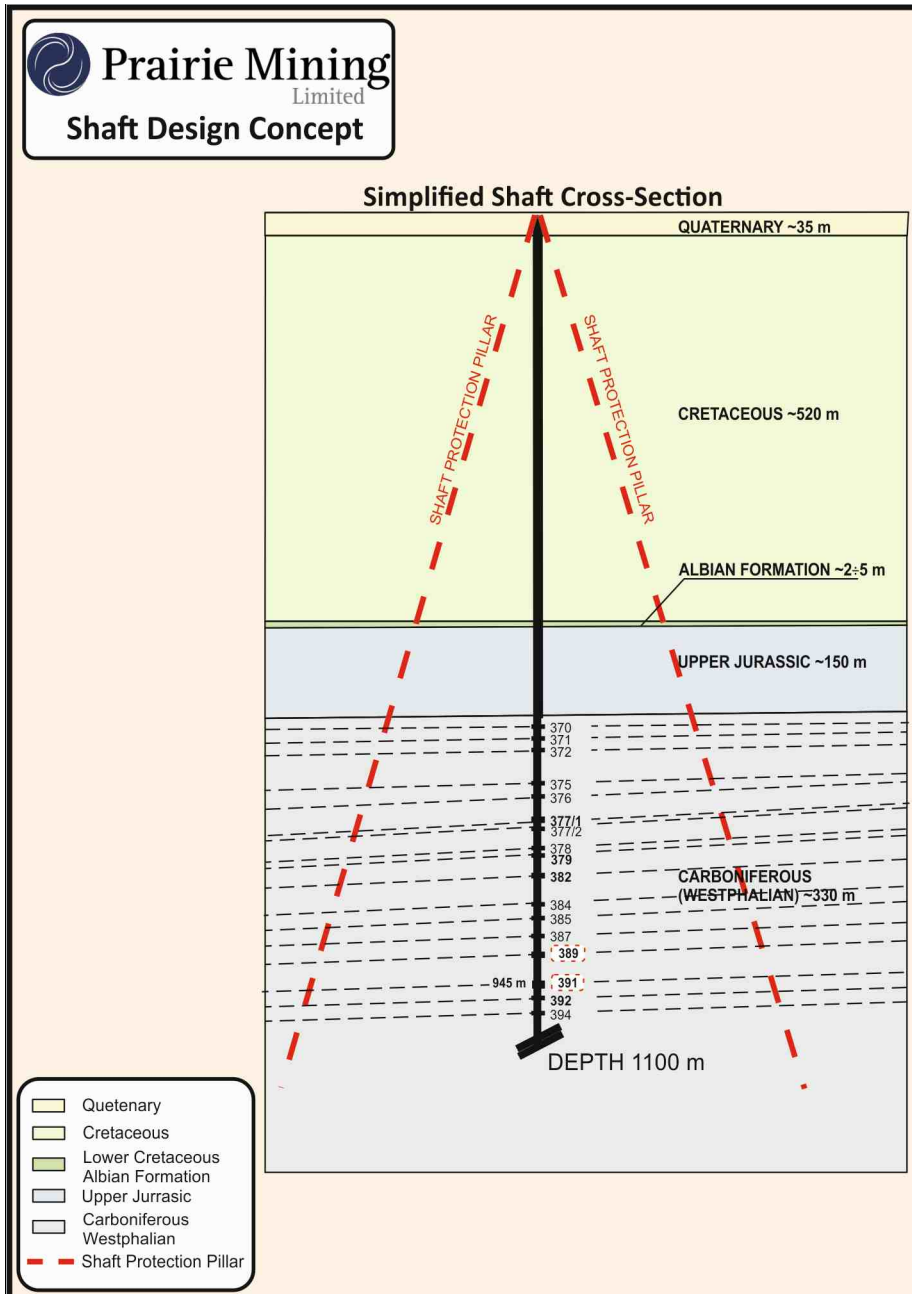 Prairie Mining
Limited
Shaft Design Concept
Simplified Shaft Cross-Section
QUATERNARY ~35 m
SHAFT PROTECTION PILLAR
SHAFT PROTECTION PILLAR
CRETACEOUS ~520 m
ALBIAN FORMATION ~2÷5 m
UPPER JURASSIC ~150 m
370
371
372
375
376
377/1
377/2
378
379
382
CARBONIFEROUS
(WESTPHALIAN) ~330 m
384
385
387
389
945 m
391
392
394
DEPTH 1100 m
Quetenary
Cretaceous
Lower Cretaceous
Albian Formation
Upper Jurrasic
Carboniferous
Westphalian
Shaft Protection Pillar